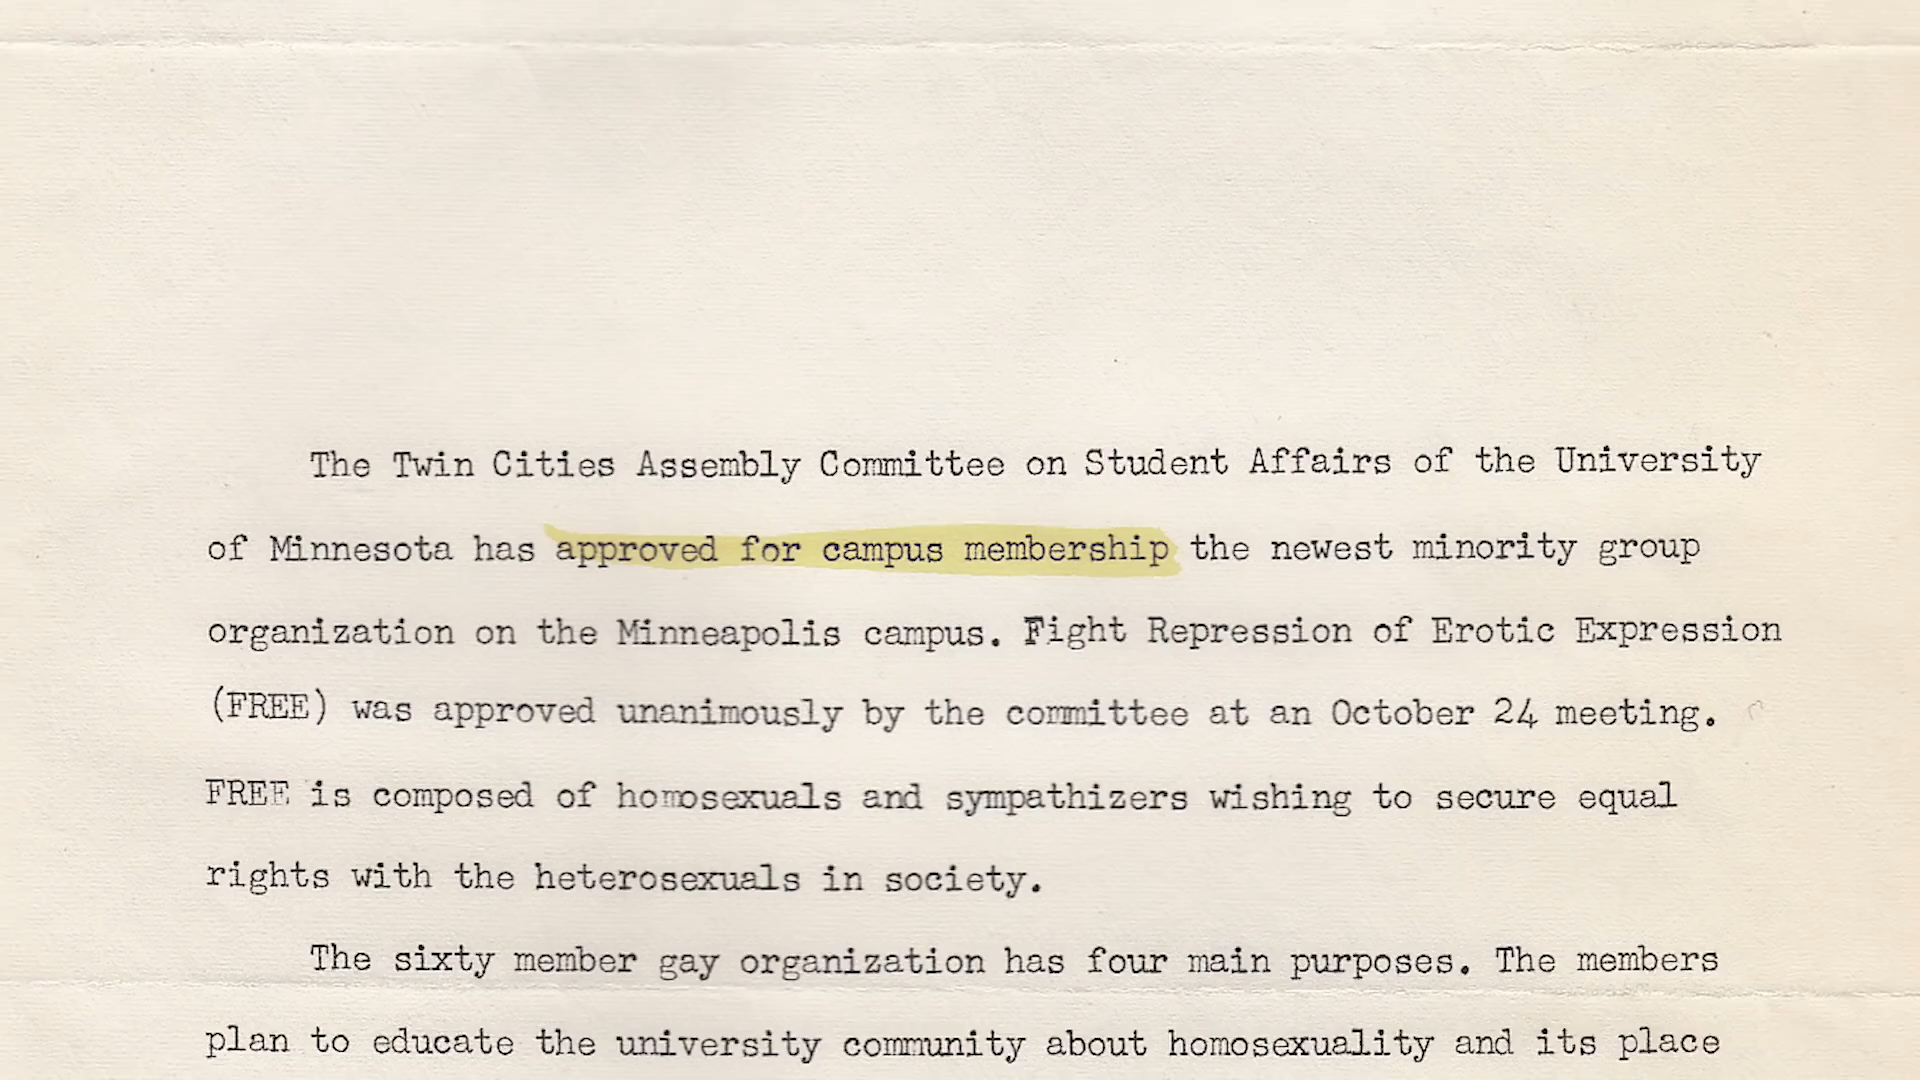 The Twin Cities Assembly Committee on Student Affairs of the University
of Minnesota has approved for campus membership the newest minority group
organization on the Minneapolis campus. Fight Repression of Erotic Expression
(FREE) was approved unanimously by the committee at an October 24 meeting.
FREE is composed of homosexuals and sympathizers wishing to secure equal
rights with the heterosexuals in society.
The sixty member gay organization has four main purposes. The members
plan to educate the university community about homosexuality and its place